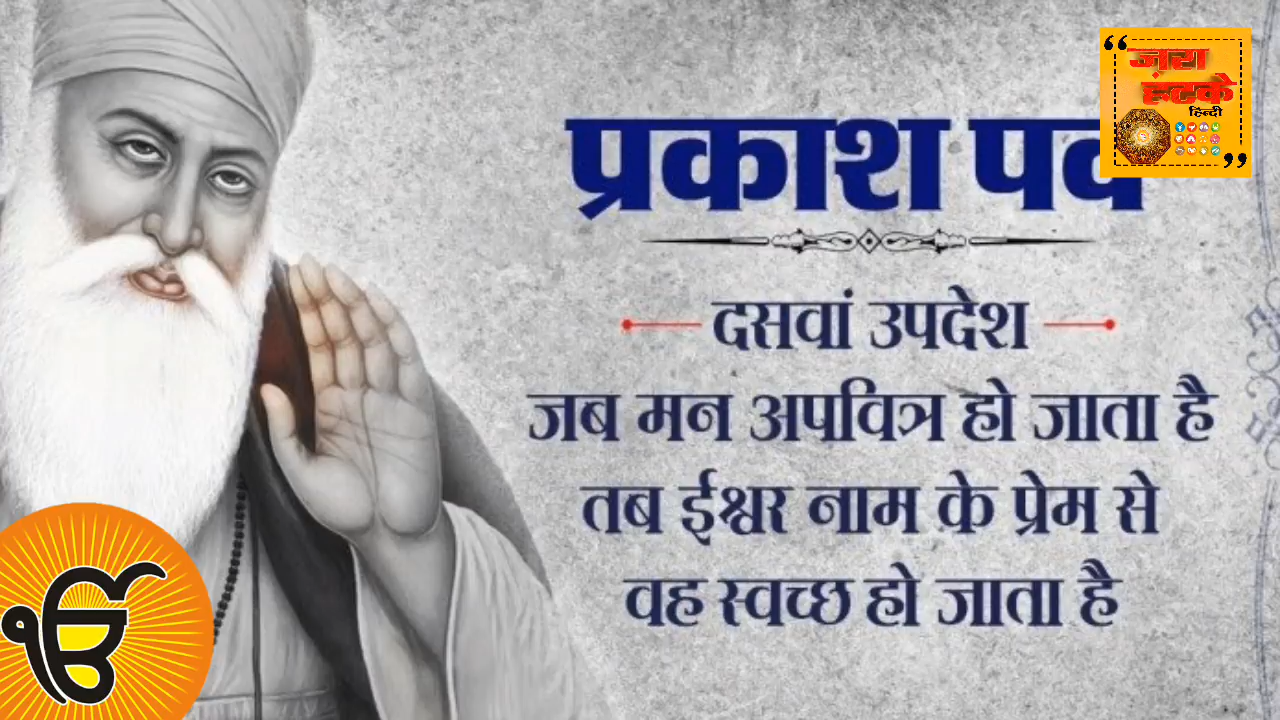 प्रकाश पर्व
दसवां उपदेश
जब मन अपवित्र हो जाता है
तब ईश्वर नाम के प्रेम से
वह स्वच्छ हो जाता है
ज़रा
हटके
हिन्दी
ੴ